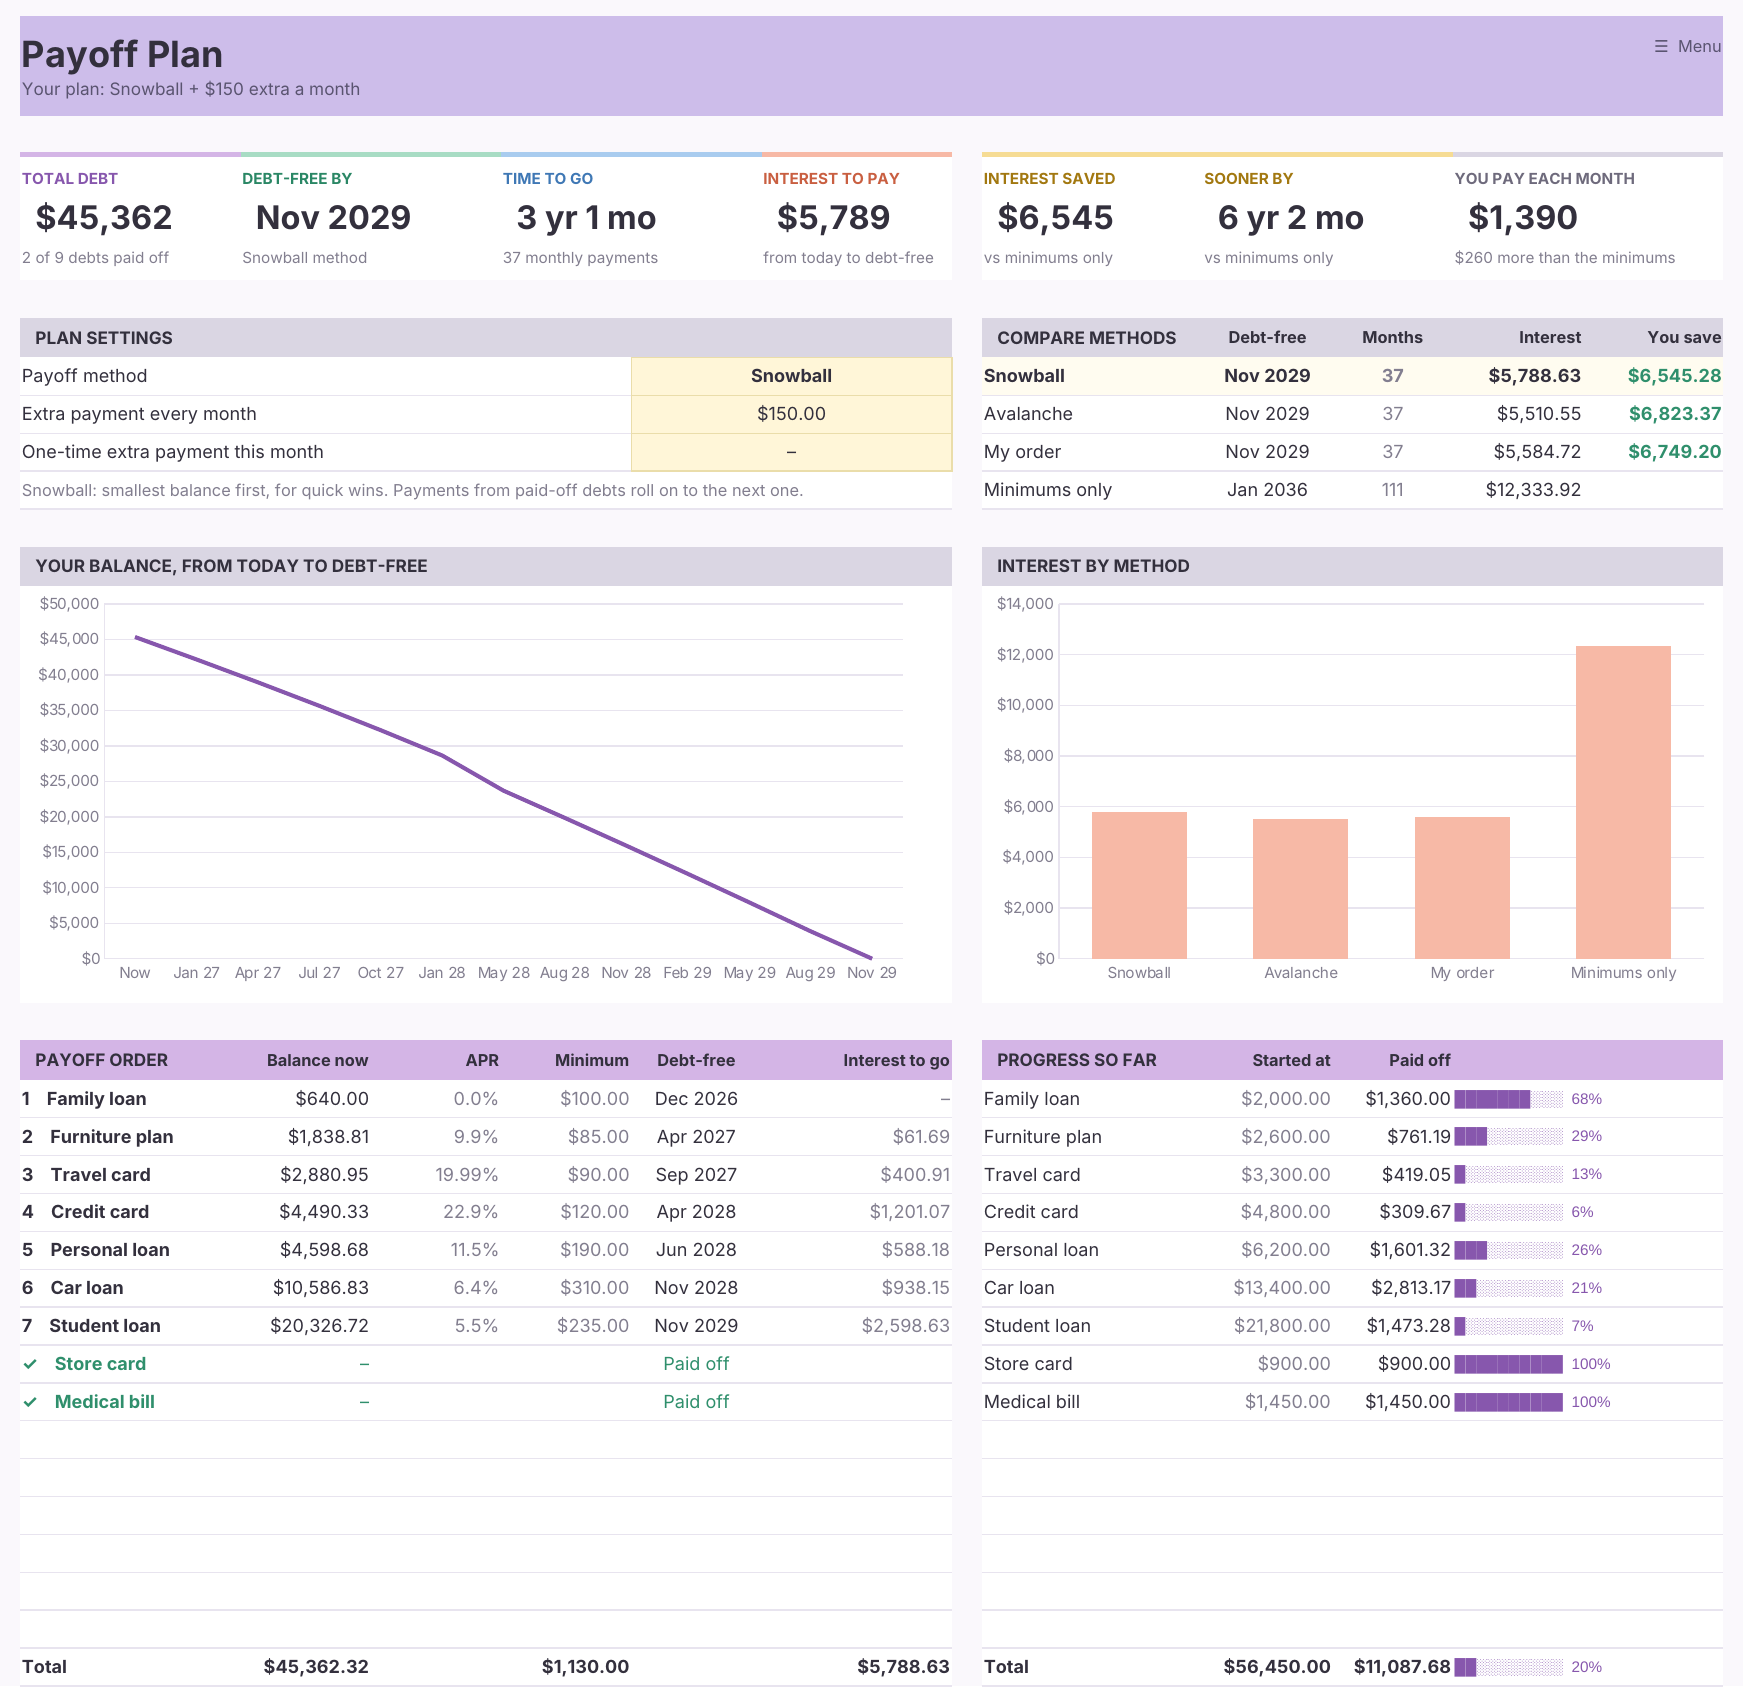 Payoff Plan
☰ Menu
Your plan: Snowball + $150 extra a month
TOTAL DEBT
$45,362
2 of 9 debts paid off
DEBT-FREE BY
Nov 2029
Snowball method
TIME TO GO
3 yr 1 mo
37 monthly payments
INTEREST TO PAY
$5,789
from today to debt-free
INTEREST SAVED
$6,545
vs minimums only
SOONER BY
6 yr 2 mo
vs minimums only
YOU PAY EACH MONTH
$1,390
$260 more than the minimums
PLAN SETTINGS
Payoff method Snowball
Extra payment every month $150.00
One-time extra payment this month –
Snowball: smallest balance first, for quick wins. Payments from paid-off debts roll on to the next one.
COMPARE METHODS Debt-free Months Interest You save
Snowball Nov 2029 37 $5,788.63 $6,545.28
Avalanche Nov 2029 37 $5,510.55 $6,823.37
My order Nov 2029 37 $5,584.72 $6,749.20
Minimums only Jan 2036 111 $12,333.92
YOUR BALANCE, FROM TODAY TO DEBT-FREE
$50,000
$45,000
$40,000
$35,000
$30,000
$25,000
$20,000
$15,000
$10,000
$5,000
$0
Now Jan 27 Apr 27 Jul 27 Oct 27 Jan 28 May 28 Aug 28 Nov 28 Feb 29 May 29 Aug 29 Nov 29
INTEREST BY METHOD
$14,000
$12,000
$10,000
$8,000
$6,000
$4,000
$2,000
$0
Snowball Avalanche My order Minimums only
PAYOFF ORDER Balance now APR Minimum Debt-free Interest to go
1 Family loan $640.00 0.0% $100.00 Dec 2026 –
2 Furniture plan $1,838.81 9.9% $85.00 Apr 2027 $61.69
3 Travel card $2,880.95 19.99% $90.00 Sep 2027 $400.91
4 Credit card $4,490.33 22.9% $120.00 Apr 2028 $1,201.07
5 Personal loan $4,598.68 11.5% $190.00 Jun 2028 $588.18
6 Car loan $10,586.83 6.4% $310.00 Nov 2028 $938.15
7 Student loan $20,326.72 5.5% $235.00 Nov 2029 $2,598.63
✓ Store card – Paid off
✓ Medical bill – Paid off
Total $45,362.32 $1,130.00 $5,788.63
PROGRESS SO FAR Started at Paid off
Family loan $2,000.00 $1,360.00 68%
Furniture plan $2,600.00 $761.19 29%
Travel card $3,300.00 $419.05 13%
Credit card $4,800.00 $309.67 6%
Personal loan $6,200.00 $1,601.32 26%
Car loan $13,400.00 $2,813.17 21%
Student loan $21,800.00 $1,473.28 7%
Store card $900.00 $900.00 100%
Medical bill $1,450.00 $1,450.00 100%
Total $56,450.00 $11,087.68 20%